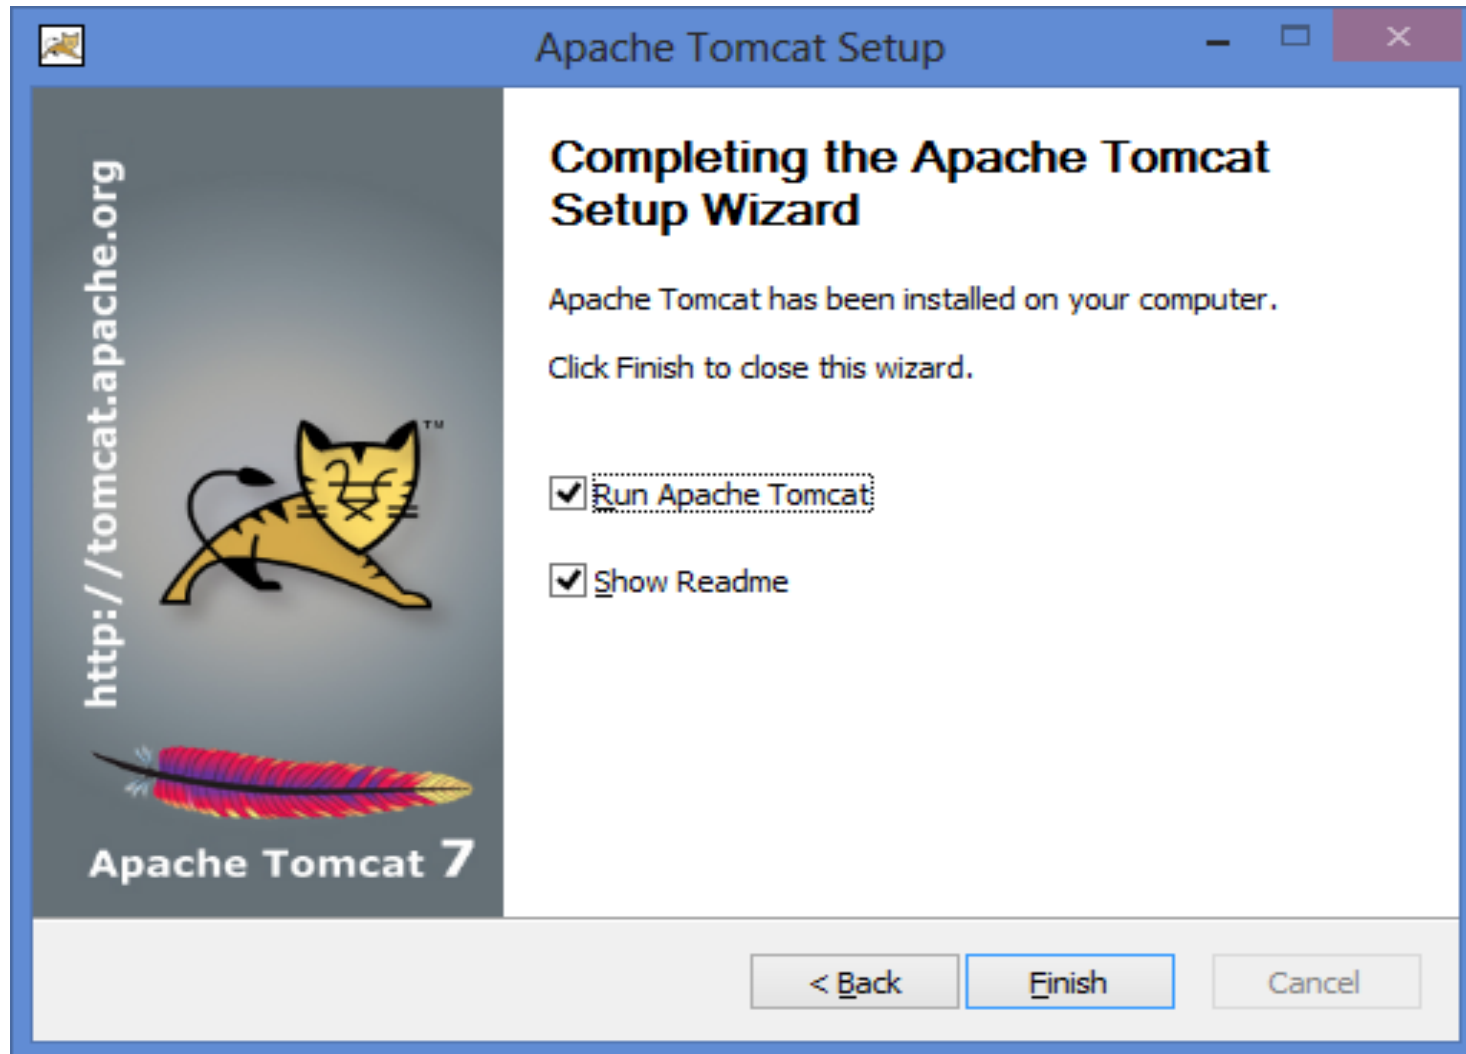 Apache Tomcat Setup
http://tomcat.apache.org
TM
Apache Tomcat 7
Completing the Apache Tomcat
Setup Wizard
Apache Tomcat has been installed on your computer.
Click Finish to close this wizard.
Run Apache Tomcat
Show Readme
< Back
Finish
Cancel